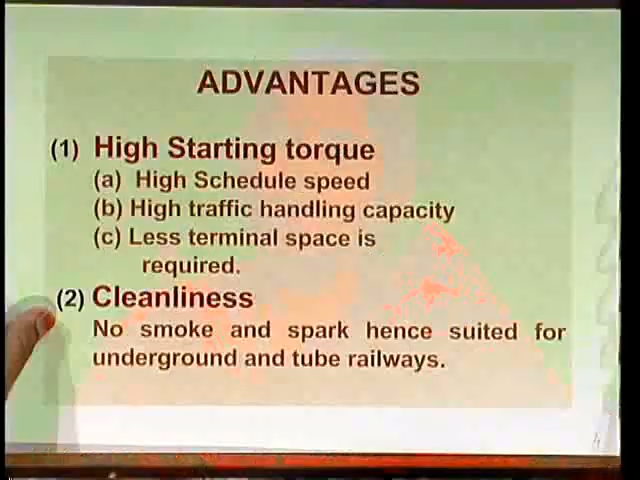 ADVANTAGES
(1) High Starting torque
(a) High Schedule speed
(b) High traffic handling capacity
(c) Less terminal space is
required.
(2) Cleanliness
No smoke and spark hence suited for
underground and tube railways.